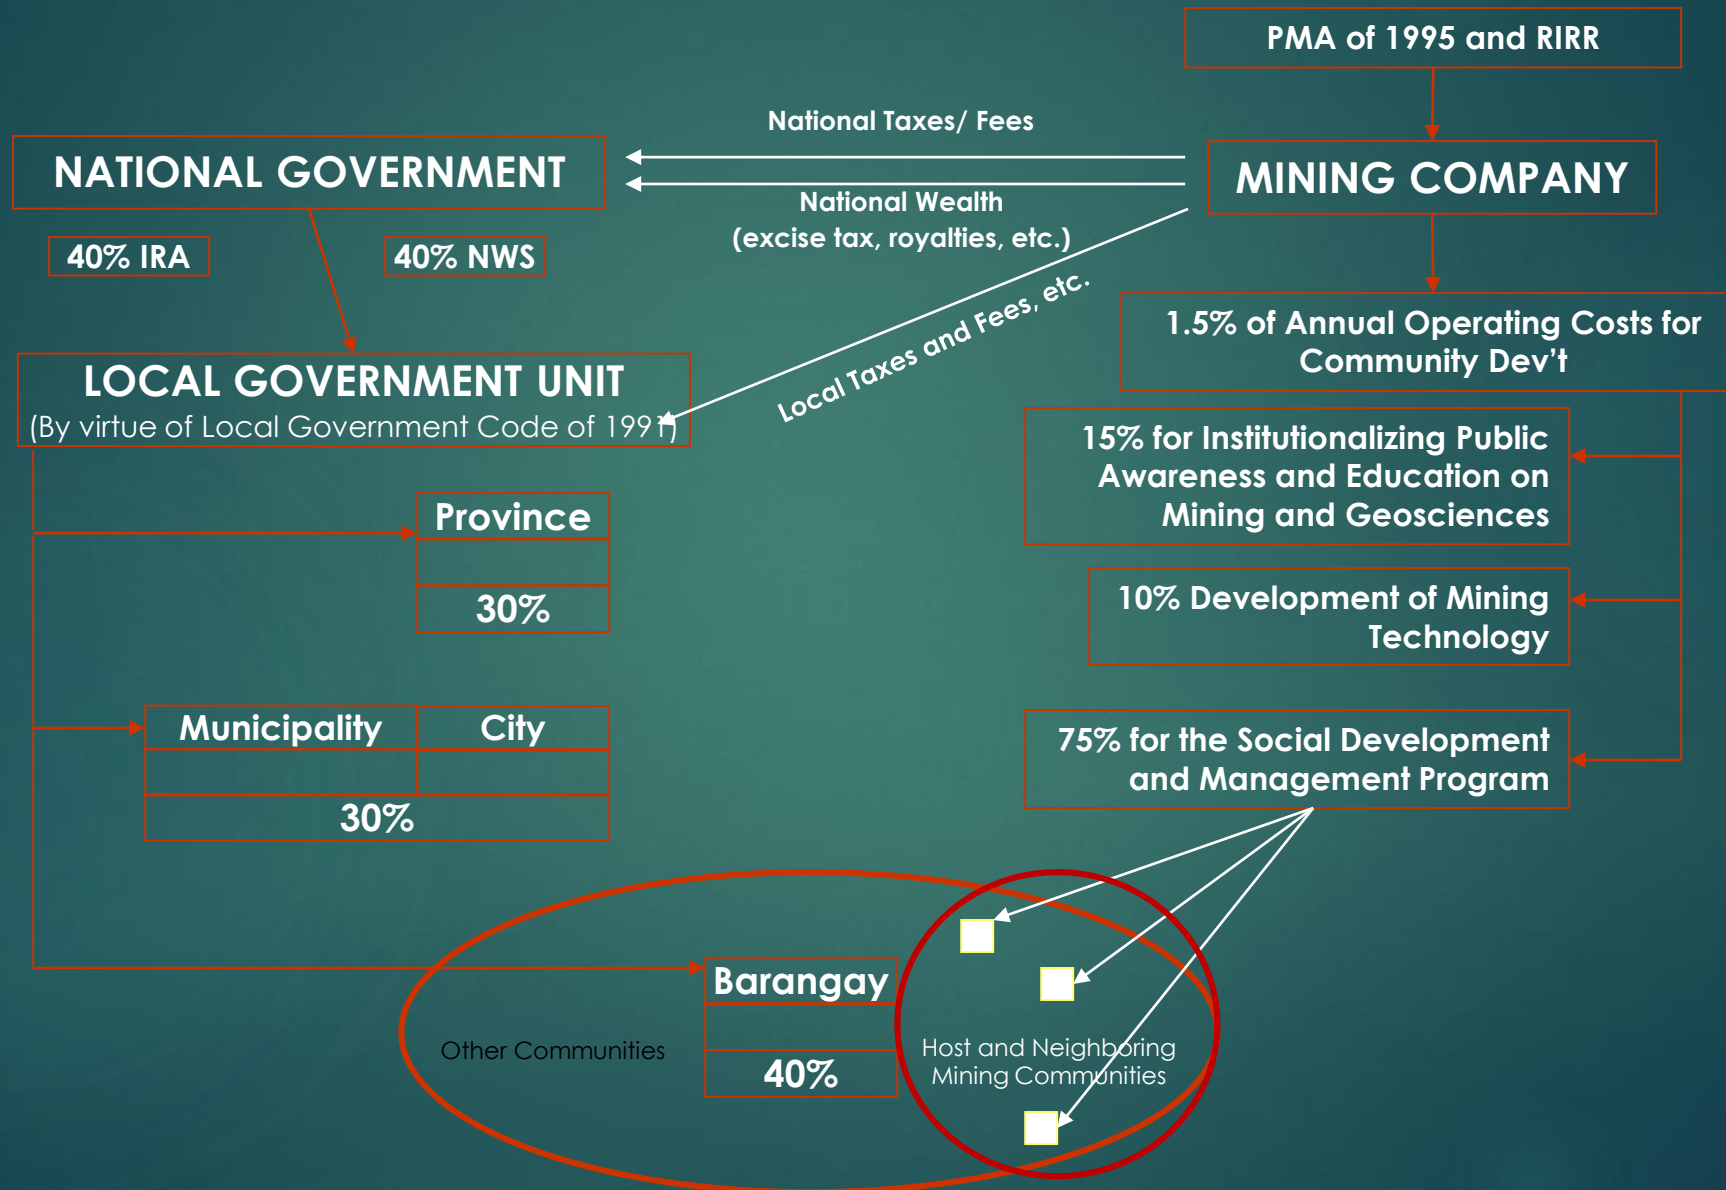 PMA of 1995 and RIRR
National Taxes/ Fees
NATIONAL GOVERNMENT
MINING COMPANY
National Wealth
(excise tax, royalties, etc.)
40% IRA
40% NWS
Local Taxes and Fees, etc.
1.5% of Annual Operating Costs for
Community Dev't
LOCAL GOVERNMENT UNIT
(By virtue of Local Government Code of 1991)
15% for Institutionalizing Public
Awareness and Education on
Mining and Geosciences
Province
30%
10% Development of Mining
Technology
Municipality
City
30%
75% for the Social Development
and Management Program
Barangay
40%
Other Communities
Host and Neighboring
Mining Communities